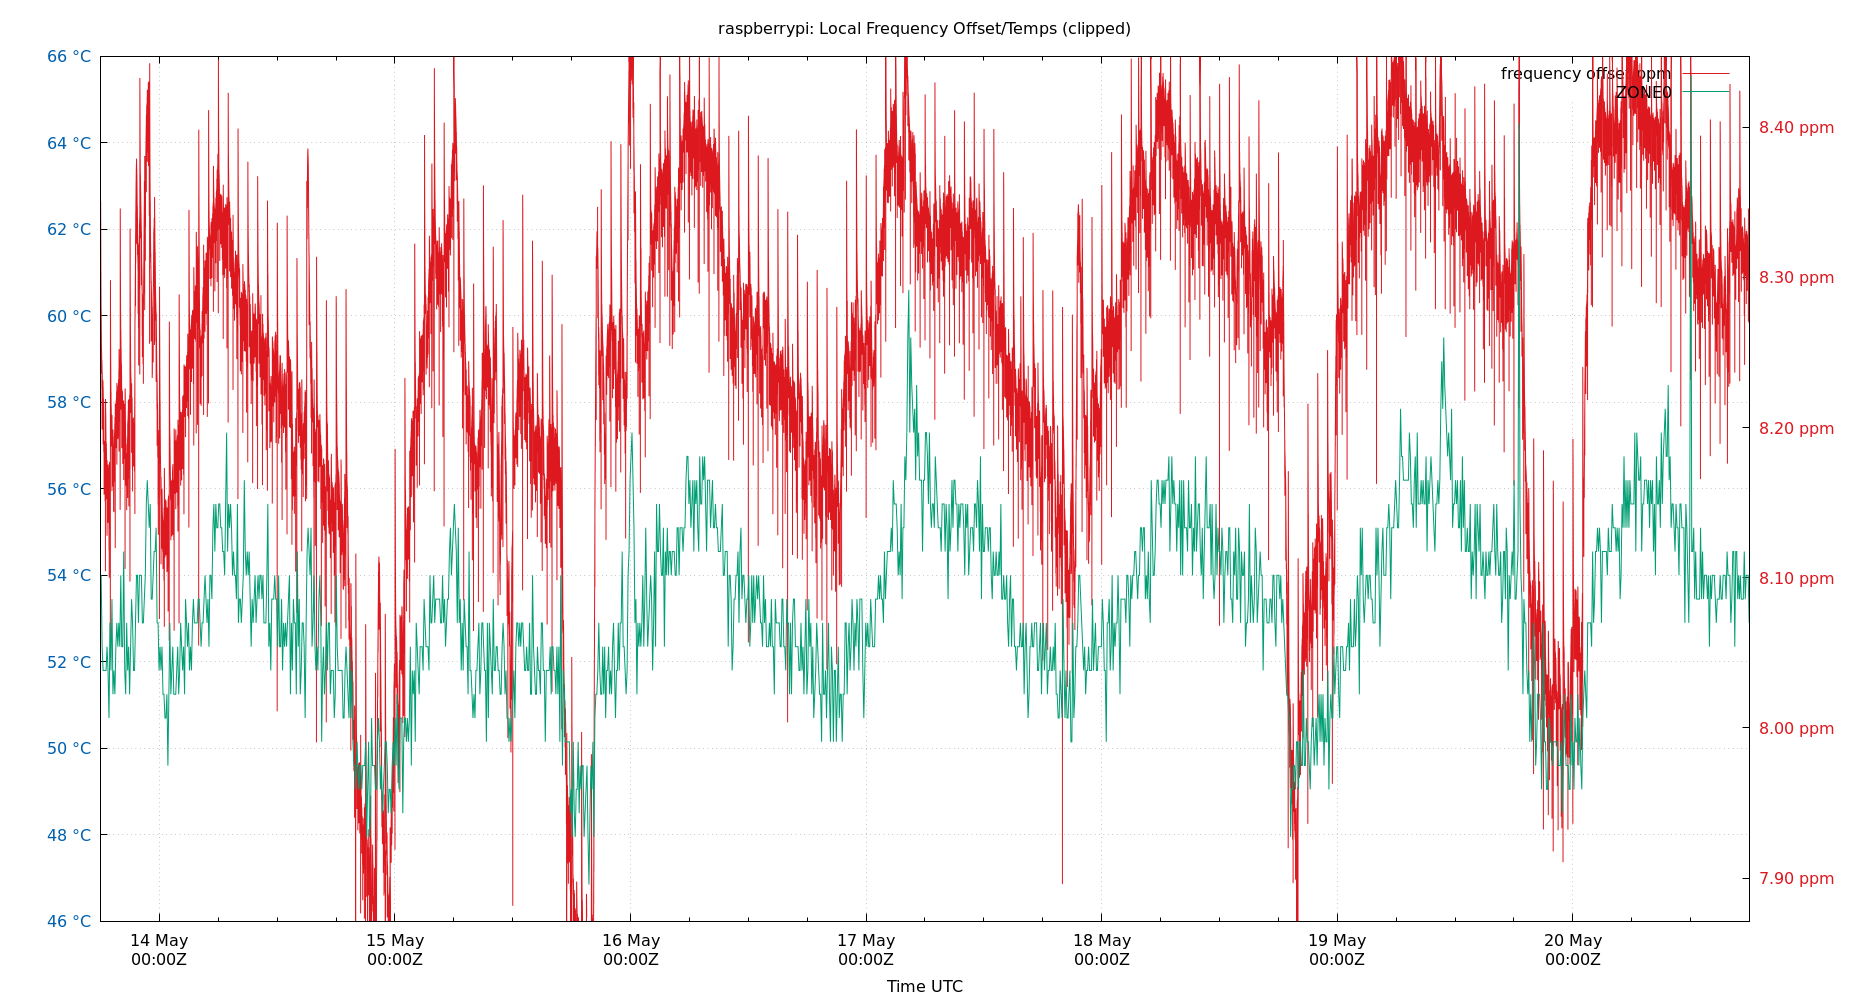 raspberrypi: Local Frequency Offset/Temps (clipped)
66 °C
64 °C
62 °C
60 °C
58 °C
56 °C
54 °C
52 °C
50 °C
48 °C
46 °C
frequency offset ppm
ZONE0
8.40 ppm
8.30 ppm
8.20 ppm
8.10 ppm
8.00 ppm
7.90 ppm
14 May
00:00Z
15 May
00:00Z
16 May
00:00Z
17 May
00:00Z
18 May
00:00Z
19 May
00:00Z
20 May
00:00Z
Time UTC